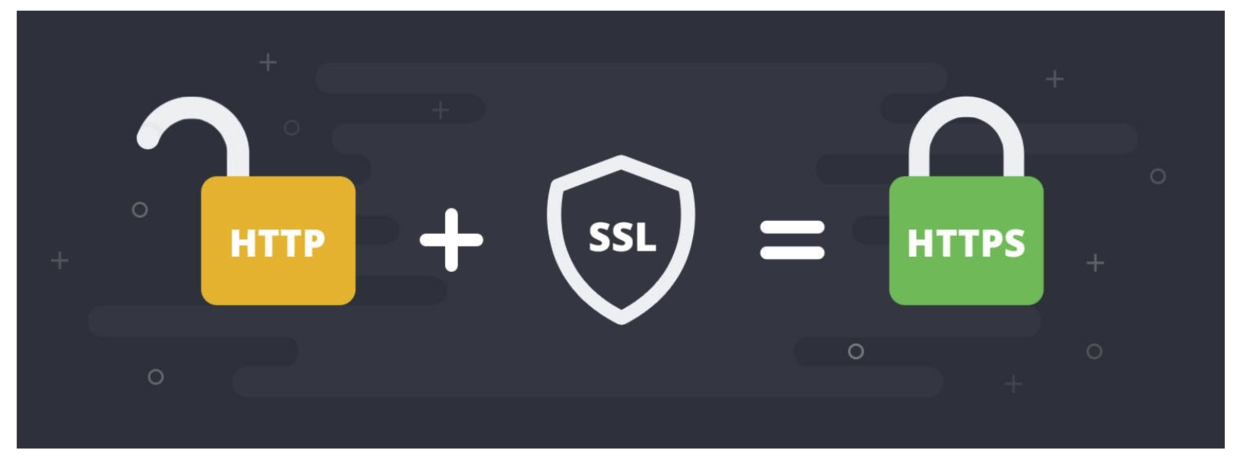 HTTP + SSL = HTTPS